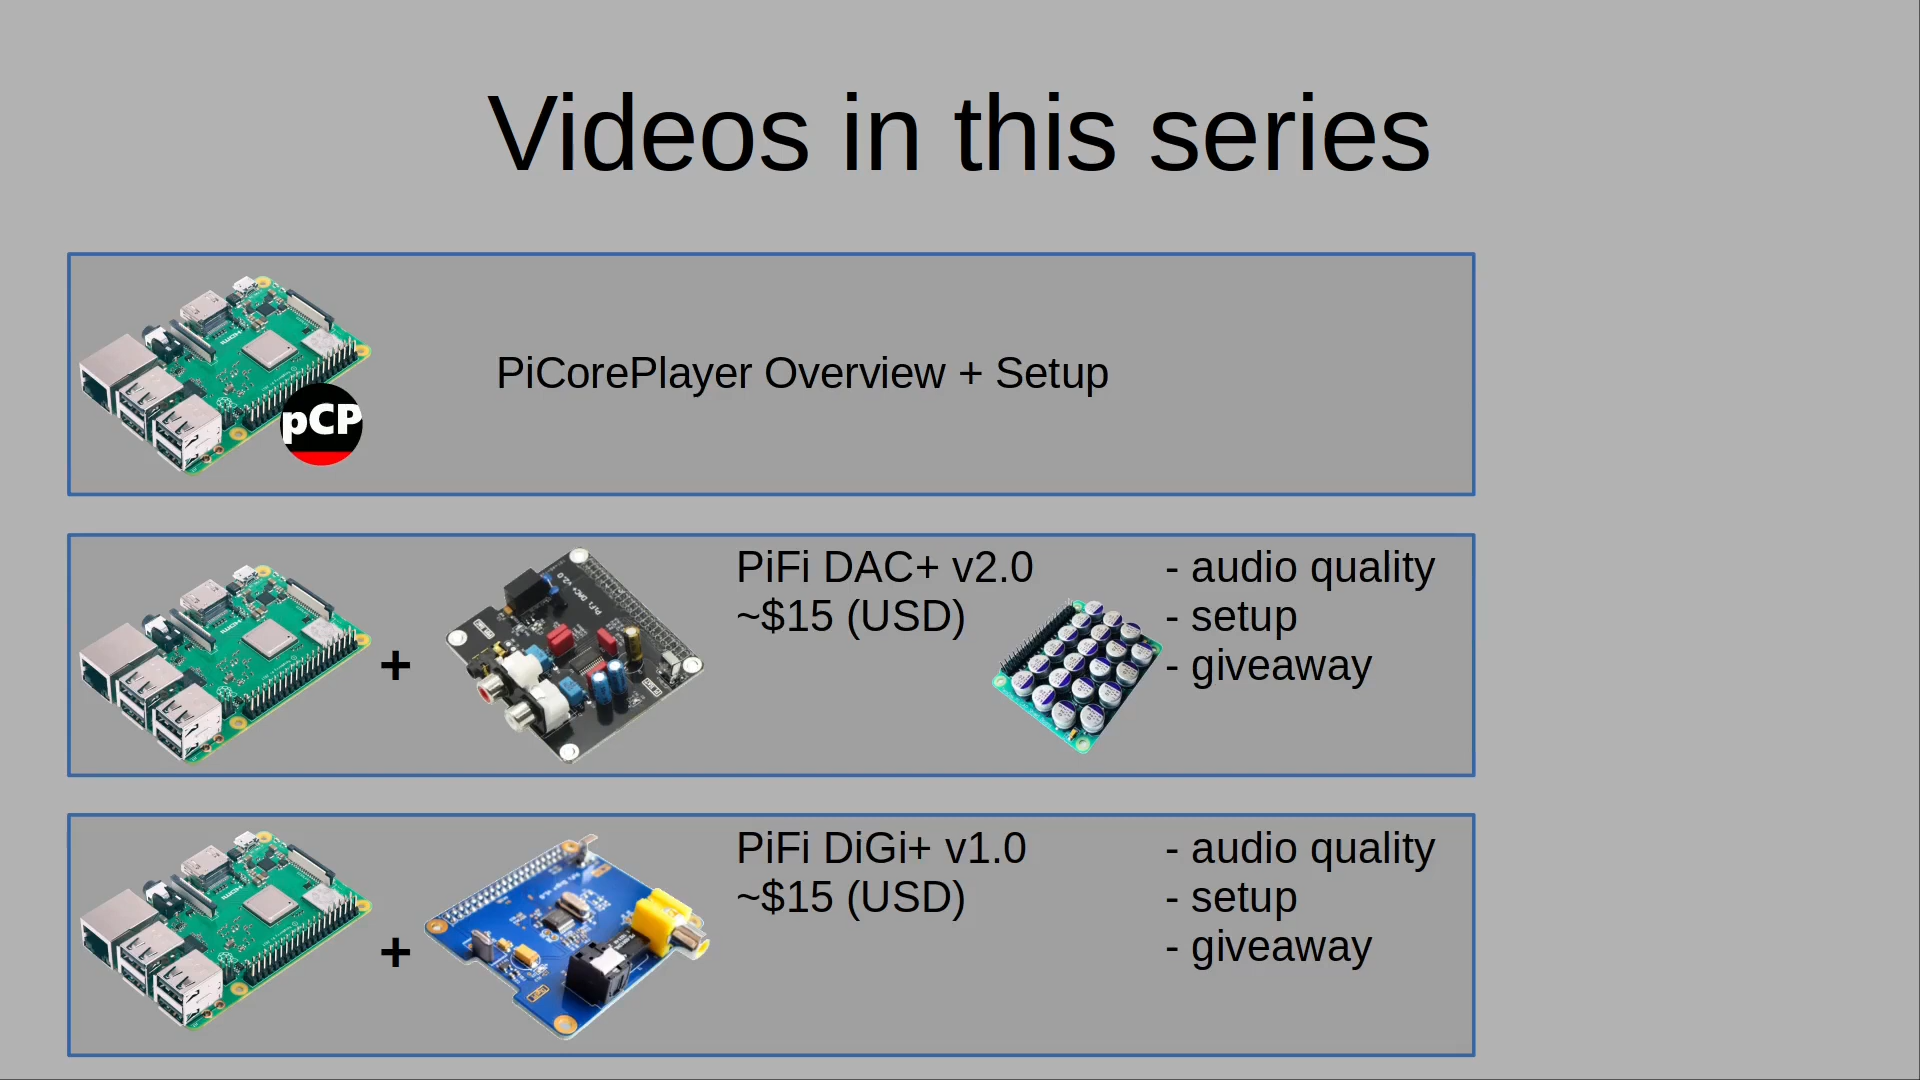 Videos in this series
pCP
PiCorePlayer Overview + Setup
+
PiFi DAC+ v2.0
~$15 (USD)
- audio quality
- setup
- giveaway
+
PiFi DiGi+ v1.0
~$15 (USD)
- audio quality
- setup
- giveaway